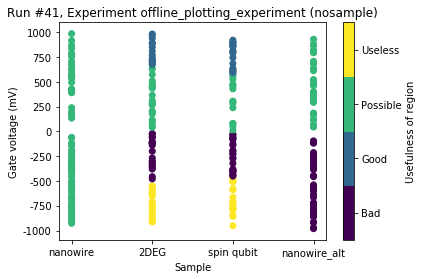 Run #41, Experiment offline_plotting_experiment (nosample)
1000
750
500
250
0
-250
-500
-750
-1000
Gate voltage (mV)
nanowire
2DEG
spin qubit
nanowire_alt
Sample
Useless
Possible
Good
Bad
Usefulness of region